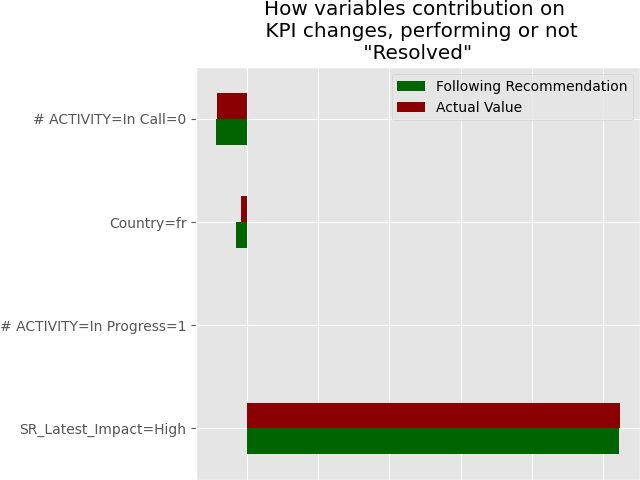 How variables contribution on
KPI changes, performing or not
"Resolved"
Following Recommendation
Actual Value
# ACTIVITY=In Call=0
Country=fr
# ACTIVITY=In Progress=1
SR_Latest_Impact=High